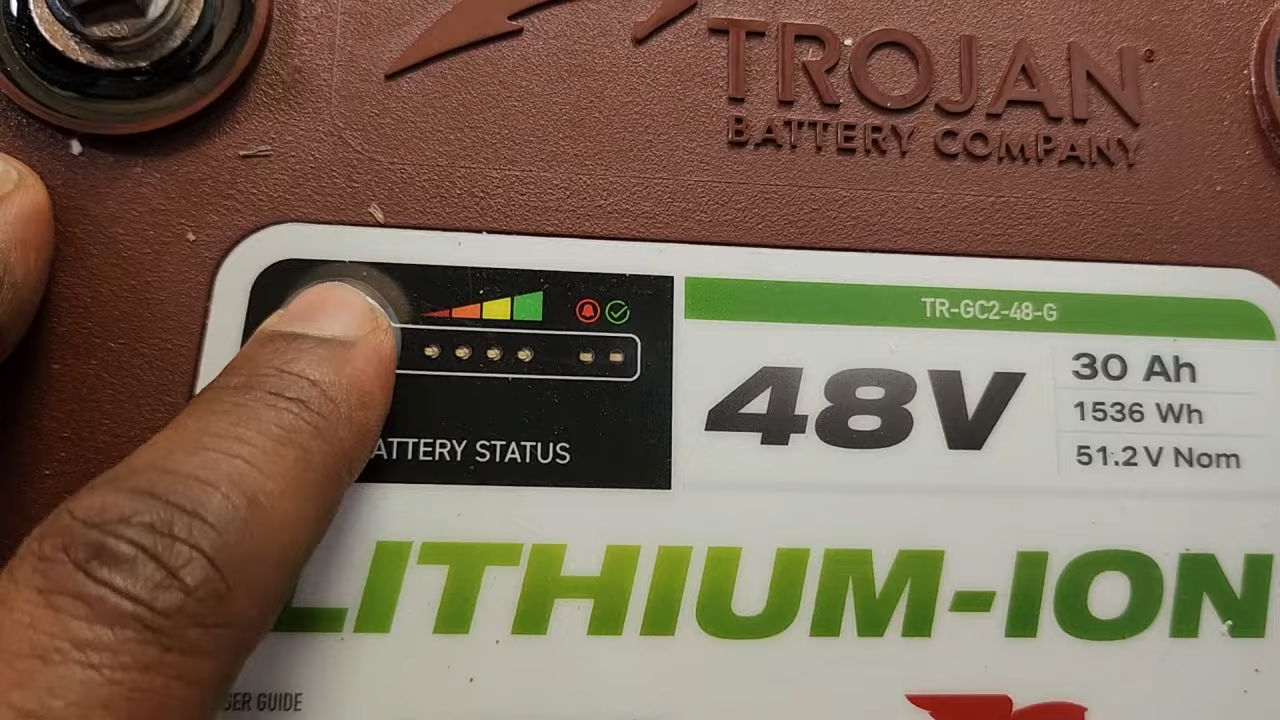 TROJAN
BATTERY COMPANY
TR-GC2-48-G
48V
30 Ah
1536 Wh
51.2V Nom
ATTERY STATUS
LITHIUM-ION
SER GUIDE